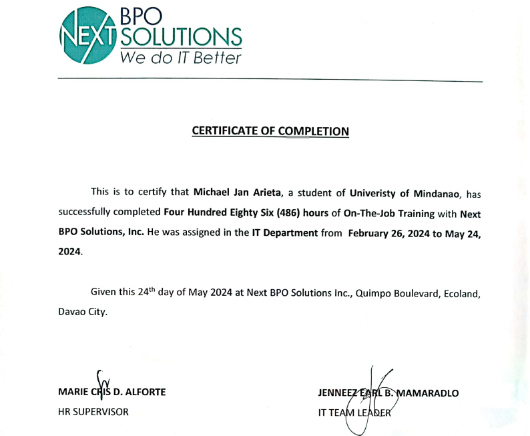 NEXT
BPO
SOLUTIONS
We do IT Better
CERTIFICATE OF COMPLETION
This is to certify that Michael Jan Arieta, a student of Univeristy of Mindanao, has
successfully completed Four Hundred Eighty Six (486) hours of On-The-Job Training with Next
BPO Solutions, Inc. He was assigned in the IT Department from February 26, 2024 to May 24,
2024.
Given this 24th day of May 2024 at Next BPO Solutions Inc., Quimpo Boulevard, Ecoland,
Davao City.
MARIE CRIS D. ALFORTE
HR SUPERVISOR
JENNEEZ EARL B. MAMARADLO
IT TEAM LEADER